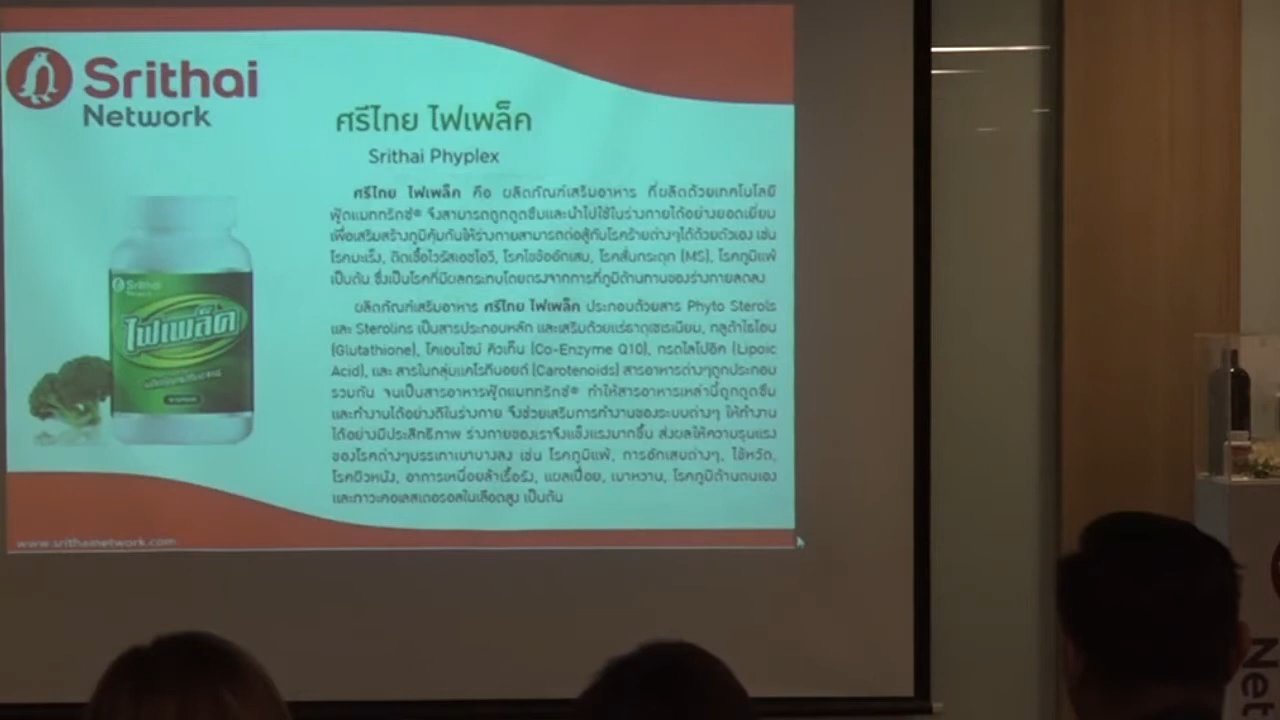 Srithai
Network
ศรีไทย ไฟเพล็ค
Srithai Phyplex
ศรีไทย ไฟเพล็ค คือ ผลิตภัณฑ์เสริมอาหาร ที่ผลิตด้วยเทคโนโลยี
ฟู้ดแมททริกซ์® จึงสามารถถูกดูดซึมและนำไปใช้ในร่างกายได้อย่างยอดเยี่ยม
เพื่อเสริมสร้างภูมิคุ้มกันให้ร่างกายสามารถต่อสู้กับโรคร้ายต่างๆได้ด้วยตัวเอง เช่น
โรคมะเร็ง, ติดเชื้อไวรัสเอชไอวี, โรคไขข้ออักเสบ, โรคสั่นกระตุก (MS), โรคภูมิแพ้
เป็นต้น ซึ่งเป็นโรคที่มีผลกระทบโดยตรงจากการที่ภูมิต้านทานของร่างกายลดลง
ผลิตภัณฑ์เสริมอาหาร ศรีไทย ไฟเพล็ค ประกอบด้วยสาร Phyto Sterols
และ Sterolins เป็นสารประกอบหลัก และเสริมด้วยแร่ธาตุเซเรเนียม, กลูต้าไธโอน
(Glutathione), โคเอนไซม์ คิวเท็น (Co-Enzyme Q10), กรดไลโปอิค (Lipoic
Acid), และ สารในกลุ่มแคโรทีนอยด์ (Carotenoids) สารอาหารต่างๆถูกประกอบ
รวมกัน จนเป็นสารอาหารฟู้ดแมททริกซ์® ทำให้สารอาหารเหล่านี้ถูกดูดซึม
และทำงานได้อย่างดีในร่างกาย จึงช่วยเสริมการทำงานของระบบต่างๆ ให้ทำงาน
ได้อย่างมีประสิทธิภาพ ร่างกายของเราจึงแข็งแรงมากขึ้น ส่งผลให้ความรุนแรง
ของโรคต่างๆบรรเทาเบาบางลง เช่น โรคภูมิแพ้, การอักเสบต่างๆ, ไข้หวัด,
โรคผิวหนัง, อาการเหนื่อยล้าเรื้อรัง, แผลเปื่อย, เบาหวาน, โรคภูมิต้านตนเอง
และภาวะคอเลสเตอรอลในเลือดสูง เป็นต้น
Srithai
ไฟเพล็ค
ผลิตภัณฑ์เสริมอาหาร
www.srithainetwork.com
Net